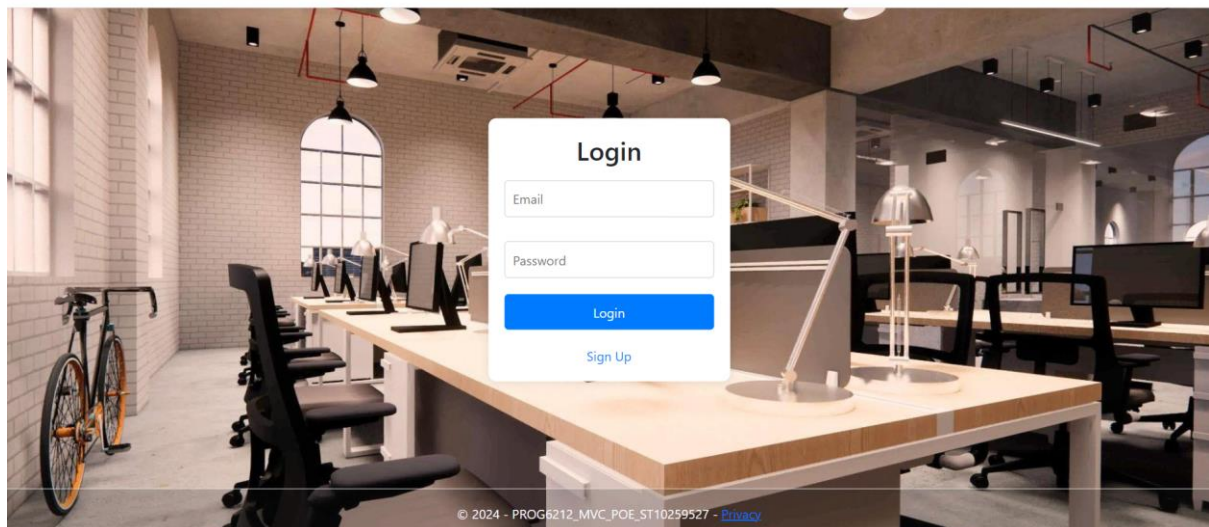 Login
Email
Password
Login
Sign Up
© 2024 - PROG6212_MVC_POE_ST10259527 - Privacy